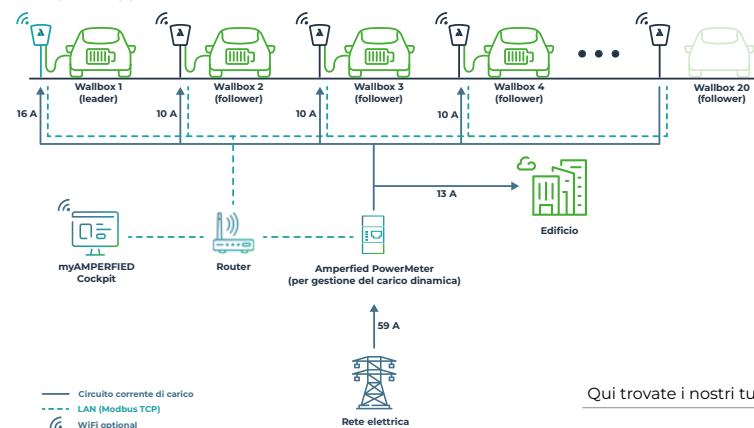 Wallbox 1
(leader)
Wallbox 2
(follower)
Wallbox 3
(follower)
Wallbox 4
(follower)
Wallbox 20
(follower)
16 A
10 A
10 A
10 A
13 A
Edificio
myAMPERFIED
Cockpit
Router
Amperfied PowerMeter
(per gestione del carico dinamica)
59 A
Rete elettrica
Circuito corrente di carico
LAN (Modbus TCP)
WiFi optional
Qui trovate i nostri tu